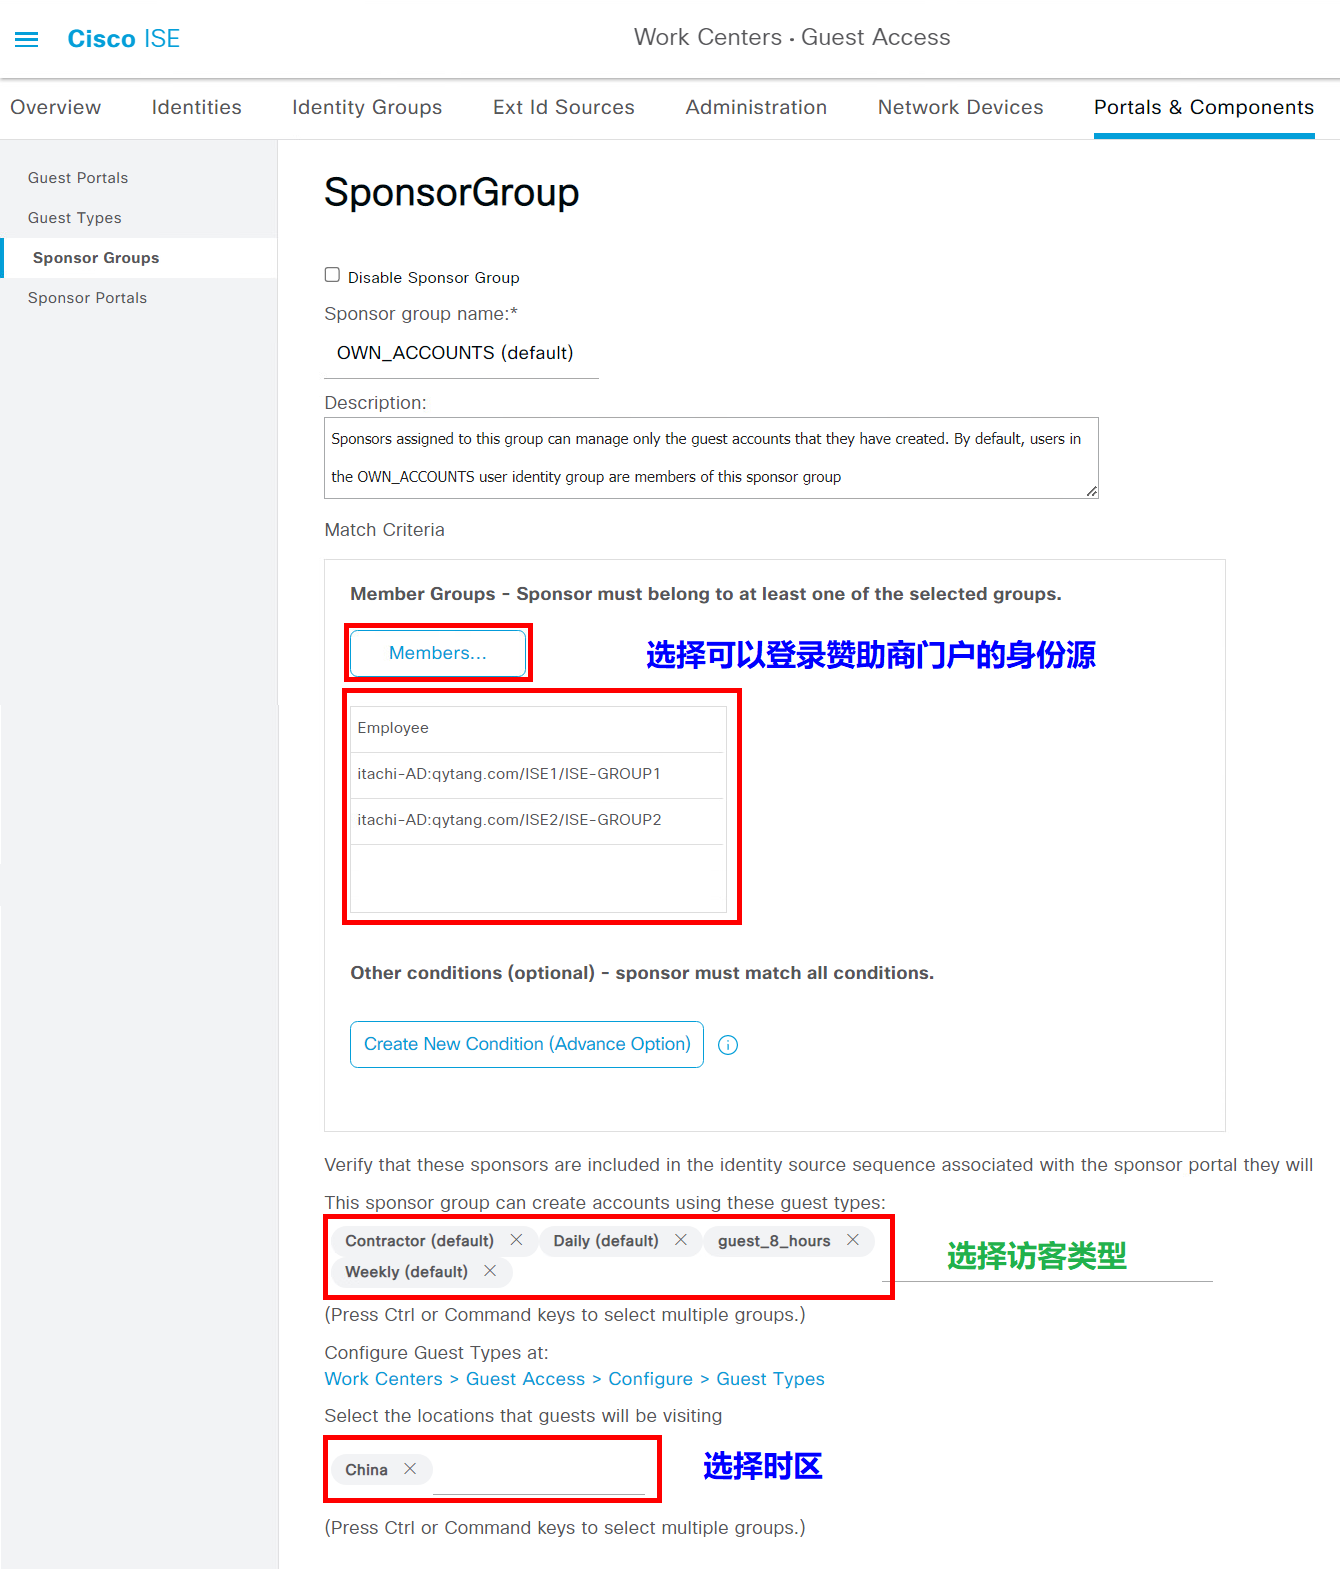 Cisco ISE
Work Centers · Guest Access
Overview
Identities
Identity Groups
Ext Id Sources
Administration
Network Devices
Portals & Components
Guest Portals
Guest Types
Sponsor Groups
Sponsor Portals
SponsorGroup
Disable Sponsor Group
Sponsor group name:*
OWN_ACCOUNTS (default)
Description:
Sponsors assigned to this group can manage only the guest accounts that they have created. By default, users in
the OWN_ACCOUNTS user identity group are members of this sponsor group
Match Criteria
Member Groups - Sponsor must belong to at least one of the selected groups.
Members...
选择可以登录赞助商门户的身份源
Employee
itachi-AD:qytang.com/ISE1/ISE-GROUP1
itachi-AD:qytang.com/ISE2/ISE-GROUP2
Other conditions (optional) - sponsor must match all conditions.
Create New Condition (Advance Option)
Verify that these sponsors are included in the identity source sequence associated with the sponsor portal they will
This sponsor group can create accounts using these guest types:
Contractor (default)
Daily (default)
guest_8_hours
Weekly (default)
选择访客类型
(Press Ctrl or Command keys to select multiple groups.)
Configure Guest Types at:
Work Centers > Guest Access > Configure > Guest Types
Select the locations that guests will be visiting
China
选择时区
(Press Ctrl or Command keys to select multiple groups.)